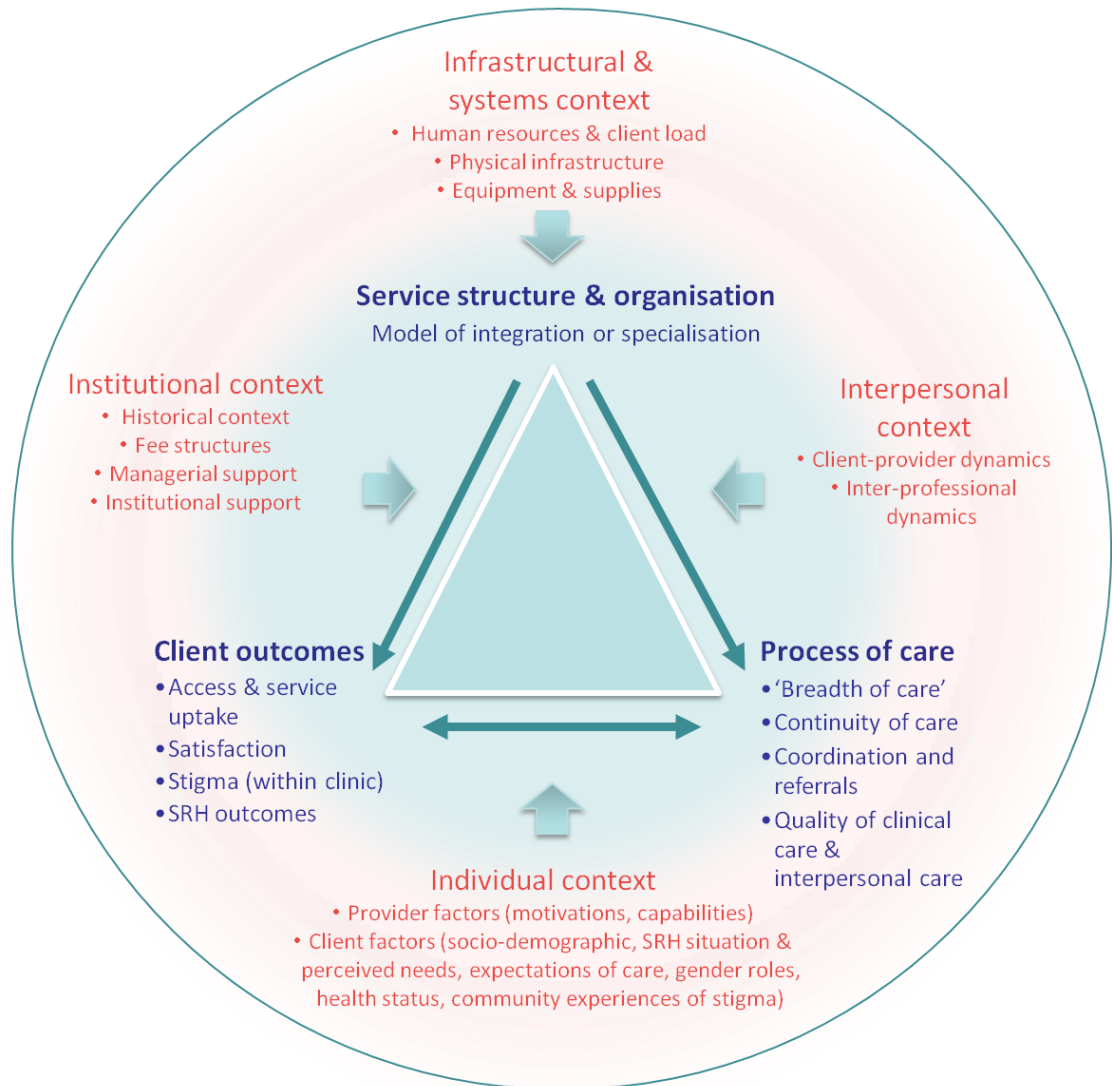 Infrastructural &
systems context
• Human resources & client load
• Physical infrastructure
• Equipment & supplies
Service structure & organisation
Model of integration or specialisation
Institutional context
• Historical context
• Fee structures
• Managerial support
• Institutional support
Interpersonal
context
• Client-provider dynamics
• Inter-professional
dynamics
Client outcomes
•Access & service
uptake
•Satisfaction
•Stigma (within clinic)
•SRH outcomes
Process of care
•‘Breadth of care’
•Continuity of care
•Coordination and
referrals
•Quality of clinical
care &
interpersonal care
Individual context
• Provider factors (motivations, capabilities)
• Client factors (socio-demographic, SRH situation &
perceived needs, expectations of care, gender roles,
health status, community experiences of stigma)